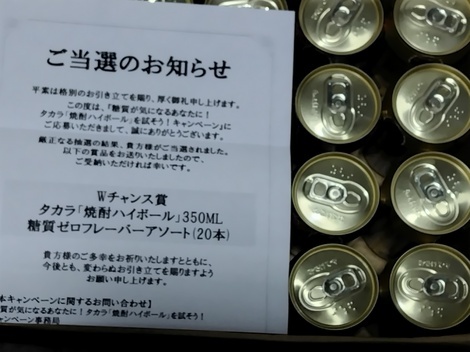 ご当選のお知らせ
平素は格別のお引き立てを賜り、厚く御礼申し上げます。
この度は、『糖質が気になるあなたに！
タカラ「焼酎ハイボール」を試そう！キャンペーン』に
ご応募いただきまして、誠にありがとうございます。
厳正なる抽選の結果、貴方様がご当選されました。
以下の賞品をお送りいたしましたので、
ご受納いただければ幸いです。
Wチャンス賞
タカラ「焼酎ハイボール」350ML
糖質ゼロフレーバーアソート(20本)
貴方様のご多幸をお祈りいたしますとともに、
今後とも、変わらぬお引き立てを賜りますよう
お願い申し上げます。
本キャンペーンに関するお問い合わせ】
質が気になるあなたに！タカラ「焼酎ハイボール」を試そう！
ャンペーン事務局